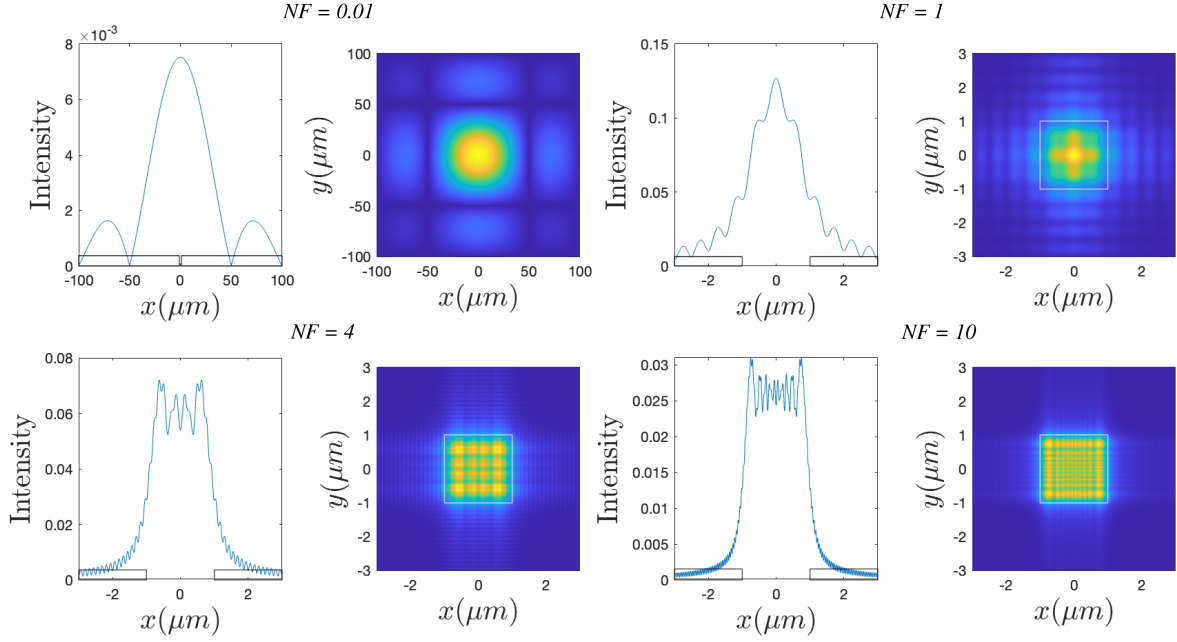 NF = 0.01
×10⁻³
8
6
4
2
0
Intensity
-100 -50 0 50 100
x(μm)
100
50
0
-50
-100
y(μm)
-100 -50 0 50 100
x(μm)
NF = 1
0.15
0.1
0.05
0
Intensity
-2 0 2
x(μm)
3
2
1
0
-1
-2
-3
y(μm)
-2 0 2
x(μm)
NF = 4
0.08
0.06
0.04
0.02
0
Intensity
-2 0 2
x(μm)
3
2
1
0
-1
-2
-3
y(μm)
-2 0 2
x(μm)
NF = 10
0.03
0.025
0.02
0.015
0.01
0.005
0
Intensity
-2 0 2
x(μm)
3
2
1
0
-1
-2
-3
y(μm)
-2 0 2
x(μm)